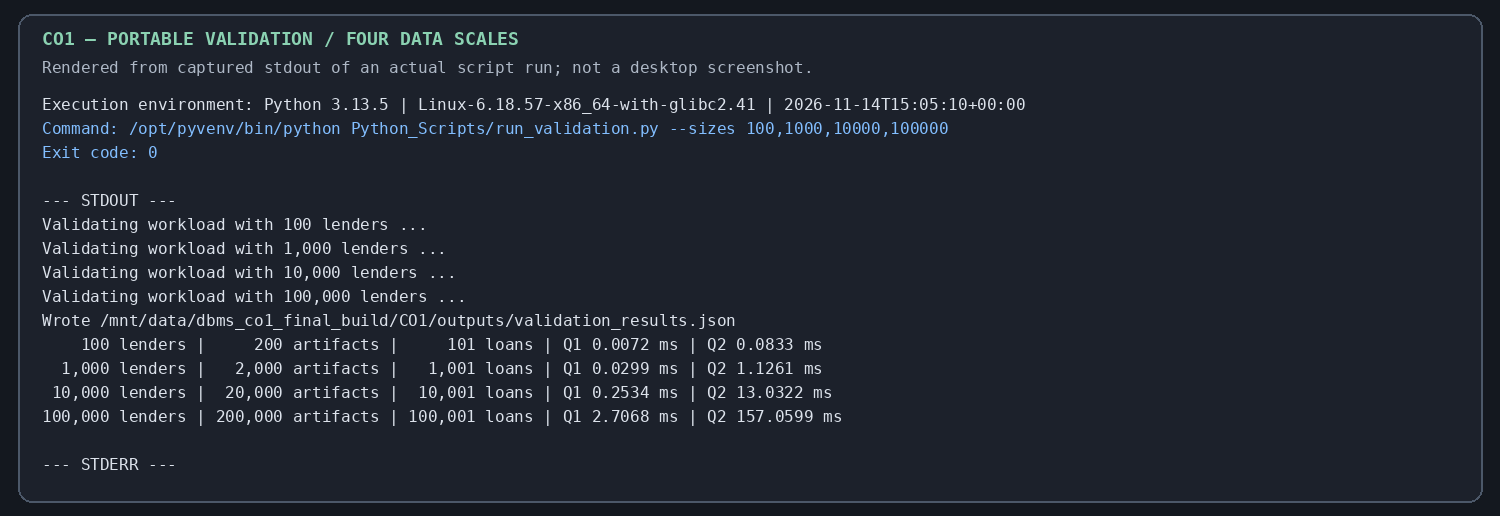 CO1 — PORTABLE VALIDATION / FOUR DATA SCALES
Rendered from captured stdout of an actual script run; not a desktop screenshot.
Execution environment: Python 3.13.5 | Linux-6.18.57-x86_64-with-glibc2.41 | 2026-11-14T15:05:10+00:00
Command: /opt/pyvenv/bin/python Python_Scripts/run_validation.py --sizes 100,1000,10000,100000
Exit code: 0
--- STDOUT ---
Validating workload with 100 lenders ...
Validating workload with 1,000 lenders ...
Validating workload with 10,000 lenders ...
Validating workload with 100,000 lenders ...
Wrote /mnt/data/dbms_co1_final_build/CO1/outputs/validation_results.json
    100 lenders |     200 artifacts |     101 loans | Q1 0.0072 ms | Q2 0.0833 ms
  1,000 lenders |   2,000 artifacts |   1,001 loans | Q1 0.0299 ms | Q2 1.1261 ms
 10,000 lenders |  20,000 artifacts |  10,001 loans | Q1 0.2534 ms | Q2 13.0322 ms
100,000 lenders | 200,000 artifacts | 100,001 loans | Q1 2.7068 ms | Q2 157.0599 ms
--- STDERR ---